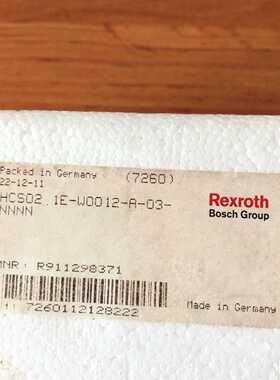 Packed in Germany (7260)
22-12-11
HCS02.1E-W0012-A-03-
NNNN
Rexroth
Bosch Group
MNR: R911298371
Made in Germany
7260112128222